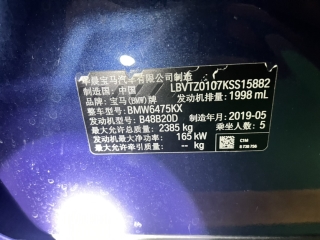 华晨宝马汽车有限公司制造
制造国：中国 LBVTZ0107KSS15882
品牌：宝马(BMW)牌 发动机排量：1998 mL
整车型号：BMW6475KX
发动机型号：B48B20D 制造年月：2019-05
最大允许总质量：2385 kg 乘坐人数：5
发动机最大净功率：165 kW
最大允许牵引质量：-- kg